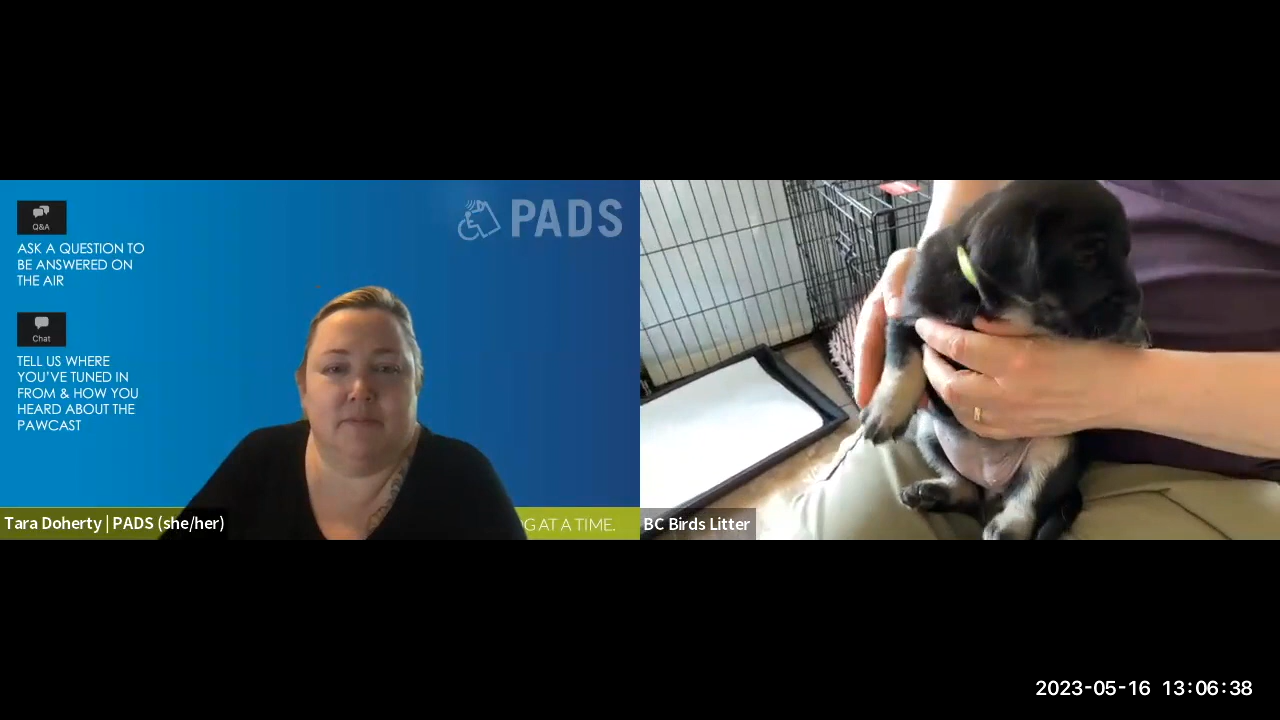 Q&A
ASK A QUESTION TO
BE ANSWERED ON
THE AIR
Chat
TELL US WHERE
YOU'VE TUNED IN
FROM & HOW YOU
HEARD ABOUT THE
PAWCAST
PADS
Tara Doherty | PADS (she/her)
AT A TIME.
BC Birds Litter
2023-05-16 13:06:38